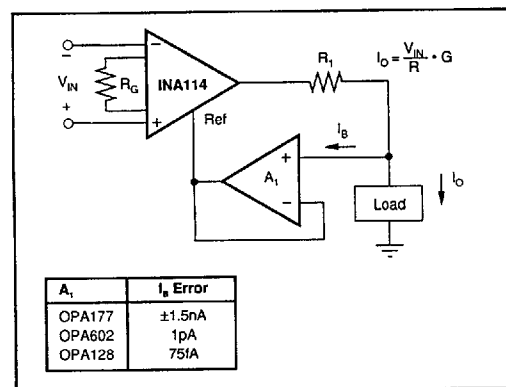 −
V_IN
+
R_G
−
INA114
+
Ref
R_1
I_O = V_IN / R • G
I_B
+
A_1
−
Load
I_O
A_1 I_B Error
OPA177 ±1.5nA
OPA602 1pA
OPA128 75fA